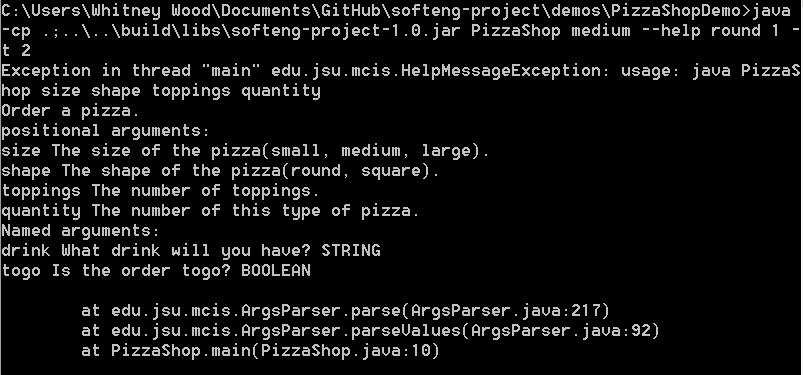 C:\Users\Whitney Wood\Documents\GitHub\softeng-project\demos\PizzaShopDemo>java
-cp .;..\..\build\libs\softeng-project-1.0.jar PizzaShop medium --help round 1 -
t 2
Exception in thread "main" edu.jsu.mcis.HelpMessageException: usage: java PizzaS
hop size shape toppings quantity
Order a pizza.
positional arguments:
size The size of the pizza(small, medium, large).
shape The shape of the pizza(round, square).
toppings The number of toppings.
quantity The number of this type of pizza.
Named arguments:
drink What drink will you have? STRING
togo Is the order togo? BOOLEAN
at edu.jsu.mcis.ArgsParser.parse(ArgsParser.java:217)
at edu.jsu.mcis.ArgsParser.parseValues(ArgsParser.java:92)
at PizzaShop.main(PizzaShop.java:10)